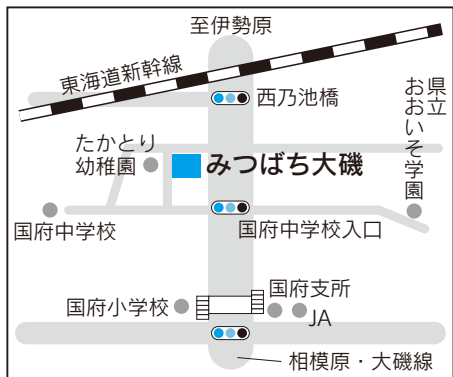 至伊勢原
東海道新幹線
西乃池橋
県立
おおいそ学園
たかとり
幼稚園
みつばち大磯
国府中学校
国府中学校入口
国府支所
国府小学校
JA
相模原・大磯線